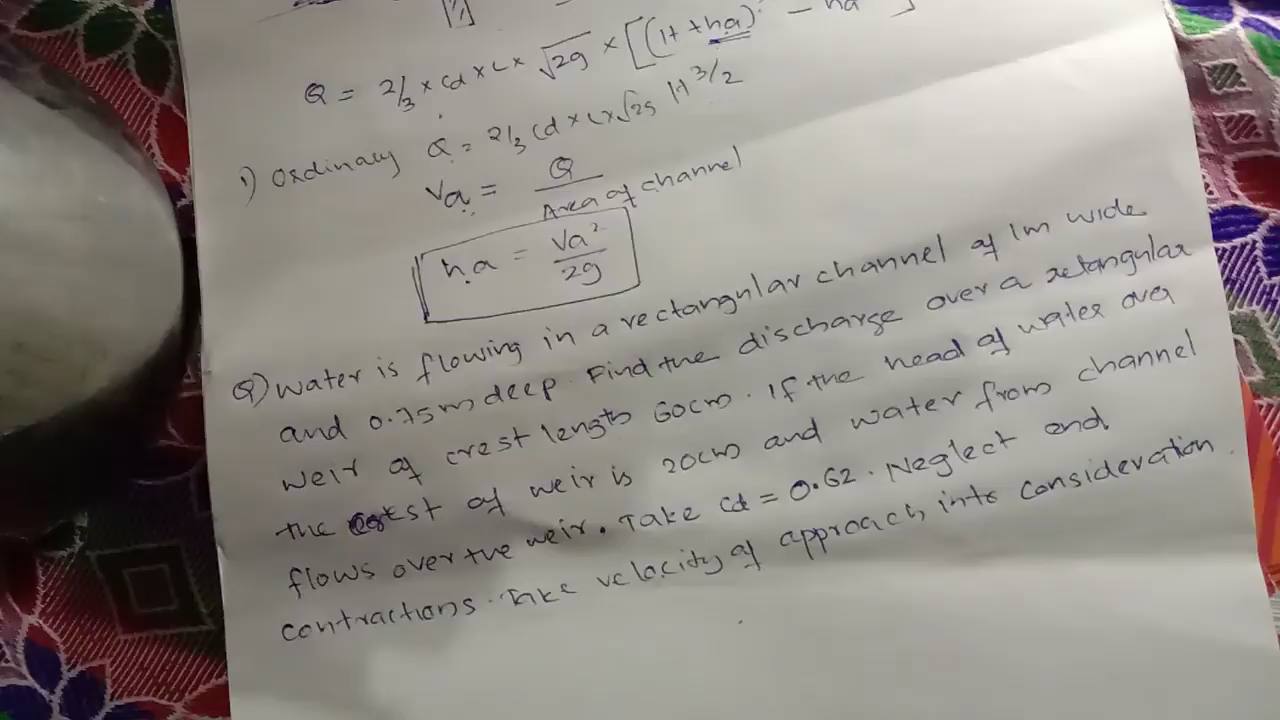 [1/1]
Q = 2/3 × Cd × L × √2g × [(H + ha) - ha ]
1) Ordinary Q = 2/3 Cd × L × √2g H^3/2
Va = Q / Area of channel
ha = Va² / 2g
Q) Water is flowing in a rectangular channel of 1m wide
and 0.75m deep. Find the discharge over a rectangular
weir of crest length 60cm. If the head of water over
the crest of weir is 20cm and water from channel
flows over the weir. Take Cd = 0.62. Neglect end
contractions. Take velocity of approach into consideration.